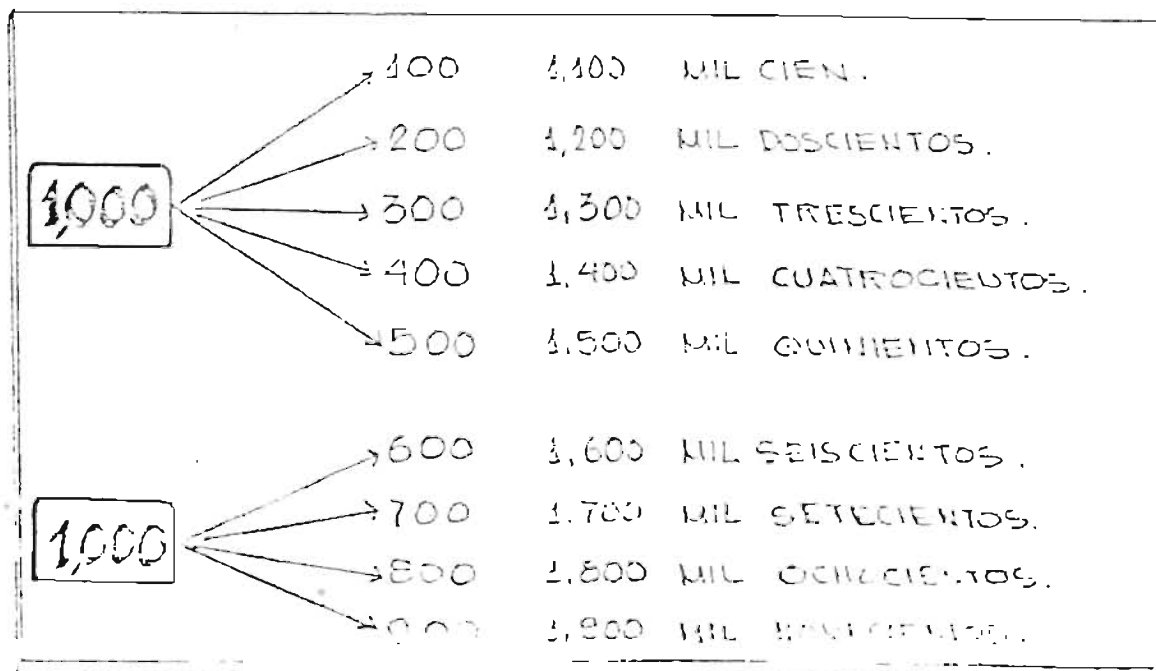 100 1,100 MIL CIEN.
200 1,200 MIL DOSCIENTOS.
1,000
300 1,300 MIL TRESCIENTOS.
400 1,400 MIL CUATROCIENTOS.
500 1.500 MIL QUINIENTOS.
600 1,600 MIL SEISCIENTOS.
700 1.700 MIL SETECIENTOS.
1,000
800 1,800 MIL OCHOCIENTOS.
MIL